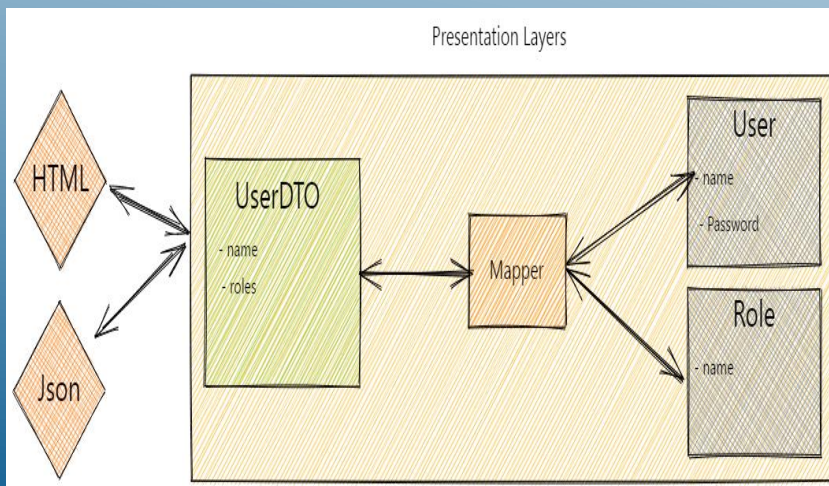 Presentation Layers
HTML
Json
UserDTO
- name
- roles
Mapper
User
- name
- Password
Role
- name